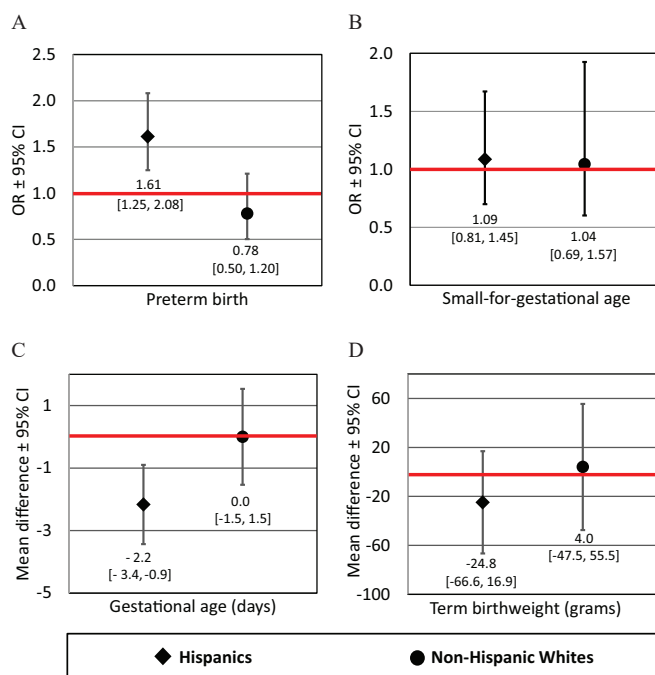 A
OR ± 95% CI
2.5
2.0
1.5
1.0
0.5
0.0
1.61
[1.25, 2.08]
0.78
[0.50, 1.20]
Preterm birth
B
OR ± 95% CI
2.0
1.5
1.0
0.5
0.0
1.09
[0.81, 1.45]
1.04
[0.69, 1.57]
Small-for-gestational age
C
Mean difference ± 95% CI
1
-1
-3
-5
0.0
[-1.5, 1.5]
-2.2
[- 3.4, -0.9]
Gestational age (days)
D
Mean difference ± 95% CI
60
20
-20
-60
-100
4.0
[-47.5, 55.5]
-24.8
[-66.6, 16.9]
Term birthweight (grams)
Hispanics
Non-Hispanic Whites